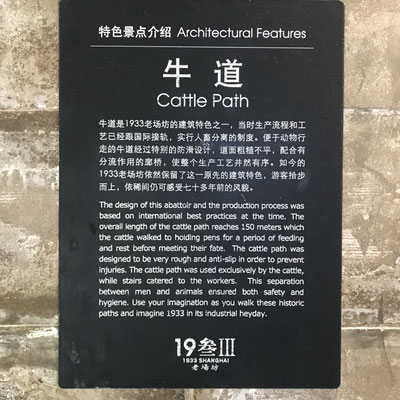 特色景点介绍 Architectural Features
牛 道
Cattle Path
牛道是1933老场坊的建筑特色之一，当时生产流程和工
艺已经跟国际接轨，实行人畜分离的制度。便于动物行
走的牛道经过特别的防滑设计，道面粗糙不平，配合有
分流作用的廊桥，使整个生产工艺井然有序。如今的
1933老场坊依然保留了这一原先的建筑特色，游客拾步
而上，依稀间仍可感受七十多年前的风貌。
The design of this abattoir and the production process was
based on international best practices at the time. The
overall length of the cattle path reaches 150 meters which
the cattle walked to holding pens for a period of feeding
and rest before meeting their fate. The cattle path was
designed to be very rough and anti-slip in order to prevent
injuries. The cattle path was used exclusively by the cattle,
while stairs catered to the workers. This separation
between men and animals ensured both safety and
hygiene. Use your imagination as you walk these historic
paths and imagine 1933 in its industrial heyday.
19叁III
1933 SHANGHAI
老場坊